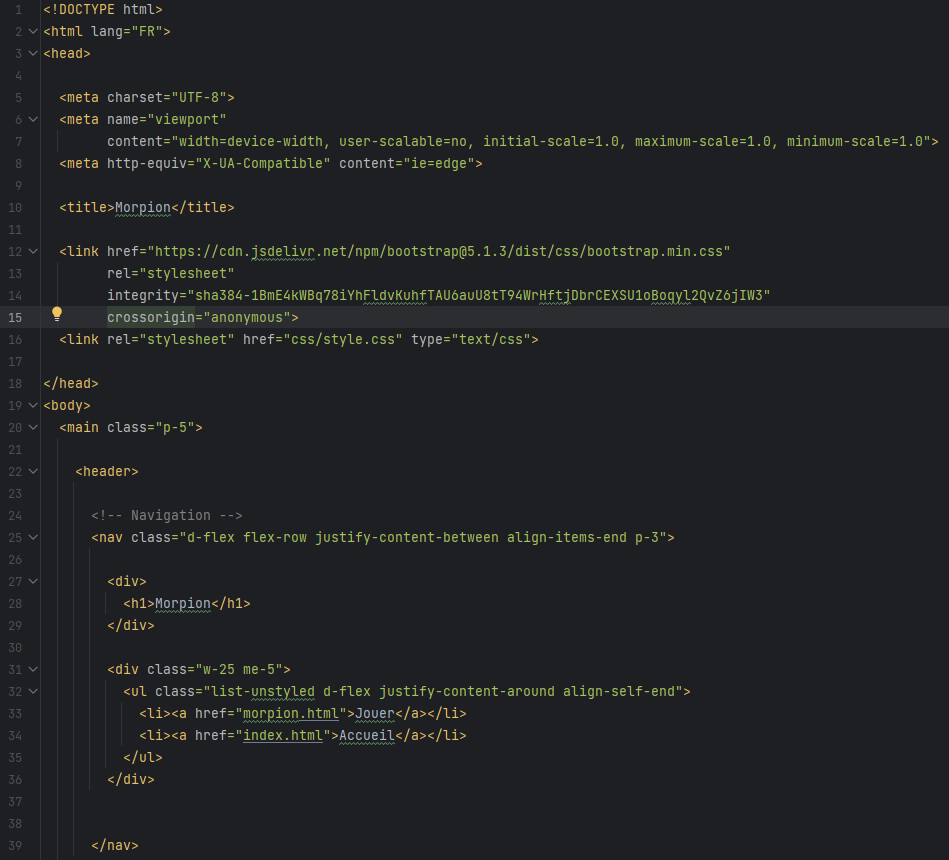 1 <!DOCTYPE html>
2 <html lang="FR">
3 <head>
4
5 <meta charset="UTF-8">
6 <meta name="viewport"
7 content="width=device-width, user-scalable=no, initial-scale=1.0, maximum-scale=1.0, minimum-scale=1.0">
8 <meta http-equiv="X-UA-Compatible" content="ie=edge">
9
10 <title>Morpion</title>
11
12 <link href="https://cdn.jsdelivr.net/npm/bootstrap@5.1.3/dist/css/bootstrap.min.css"
13 rel="stylesheet"
14 integrity="sha384-1BmE4kWBq78iYhFldvKuhfTAU6auU8tT94WrHftjDbrCEXSU1oBoqyl2QvZ6jIW3"
15 crossorigin="anonymous">
16 <link rel="stylesheet" href="css/style.css" type="text/css">
17
18 </head>
19 <body>
20 <main class="p-5">
21
22 <header>
23
24 <!-- Navigation -->
25 <nav class="d-flex flex-row justify-content-between align-items-end p-3">
26
27 <div>
28 <h1>Morpion</h1>
29 </div>
30
31 <div class="w-25 me-5">
32 <ul class="list-unstyled d-flex justify-content-around align-self-end">
33 <li><a href="morpion.html">Jouer</a></li>
34 <li><a href="index.html">Accueil</a></li>
35 </ul>
36 </div>
37
38
39 </nav>